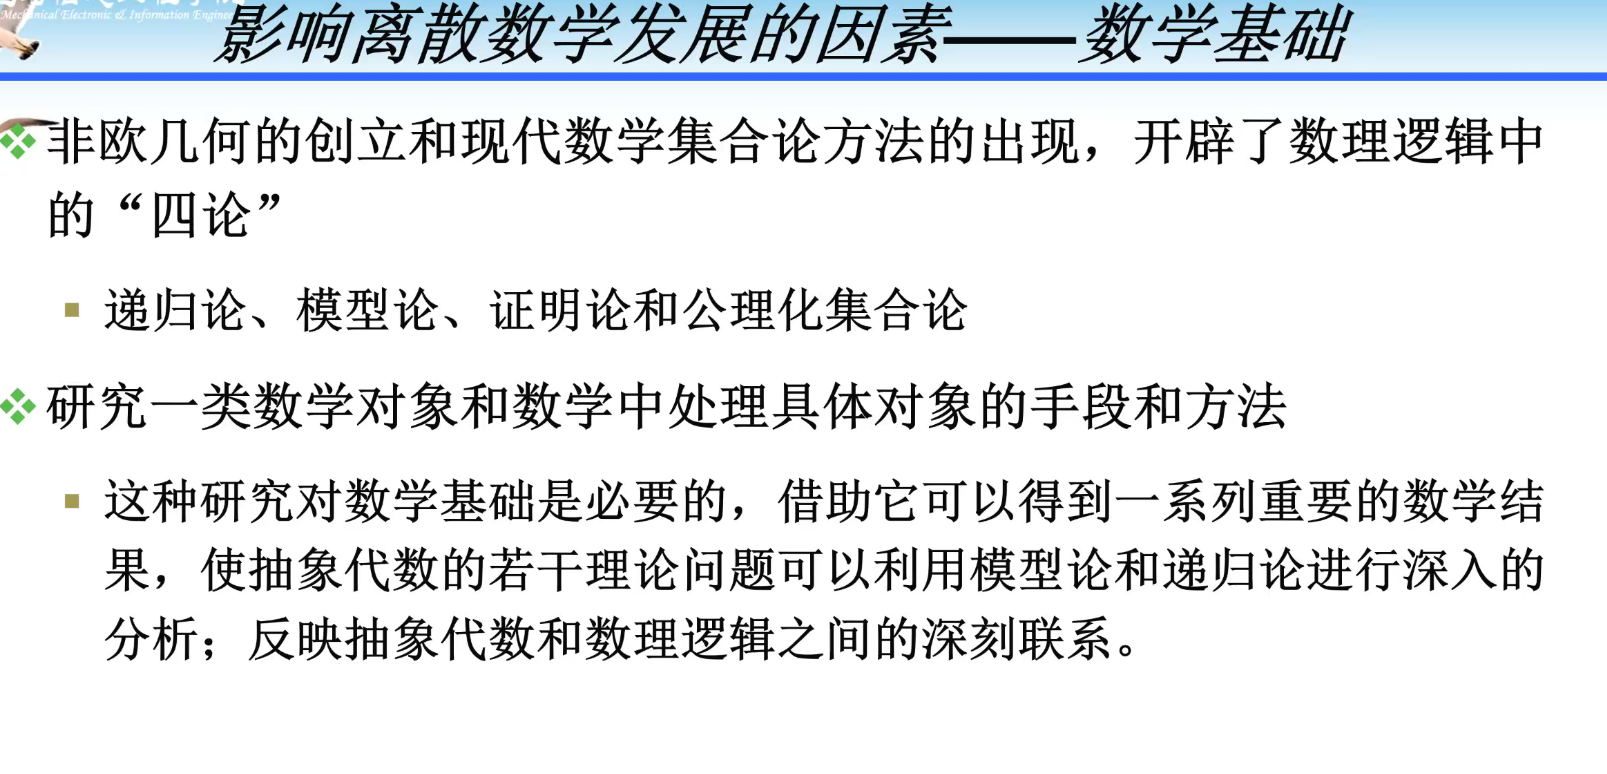 Mechanical Electronic & Information Engine
影响离散数学发展的因素——数学基础
非欧几何的创立和现代数学集合论方法的出现，开辟了数理逻辑中
的“四论”
递归论、模型论、证明论和公理化集合论
研究一类数学对象和数学中处理具体对象的手段和方法
这种研究对数学基础是必要的，借助它可以得到一系列重要的数学结
果，使抽象代数的若干理论问题可以利用模型论和递归论进行深入的
分析；反映抽象代数和数理逻辑之间的深刻联系。